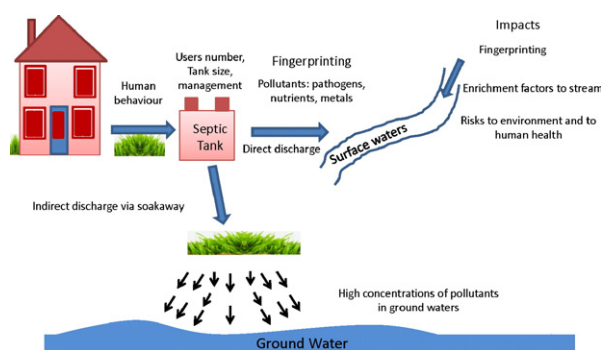 Impacts
Fingerprinting
Enrichment factors to stream
Risks to environment and to
human health
Users number,
Tank size,
management
Fingerprinting
Pollutants: pathogens,
nutrients, metals
Human
behaviour
Septic
Tank
Direct discharge
Surface waters
Indirect discharge via soakaway
High concentrations of pollutants
in ground waters
Ground Water